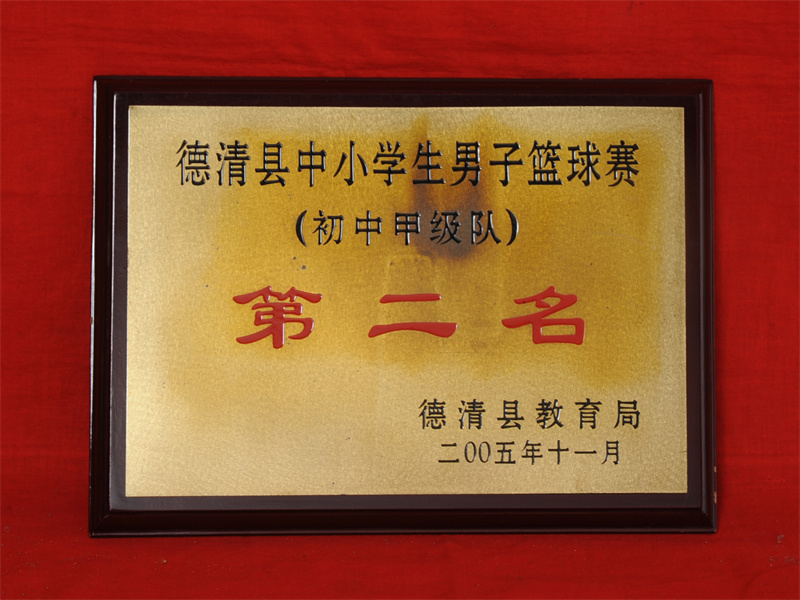 德清县中小学生男子篮球赛
(初中甲级队)
第二名
德清县教育局
二00五年十一月